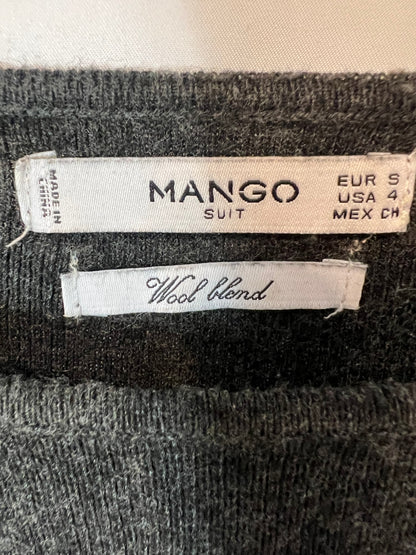 MADE IN
CHINA
MANGO
SUIT
EUR S
USA 4
MEX CH
Wool blend